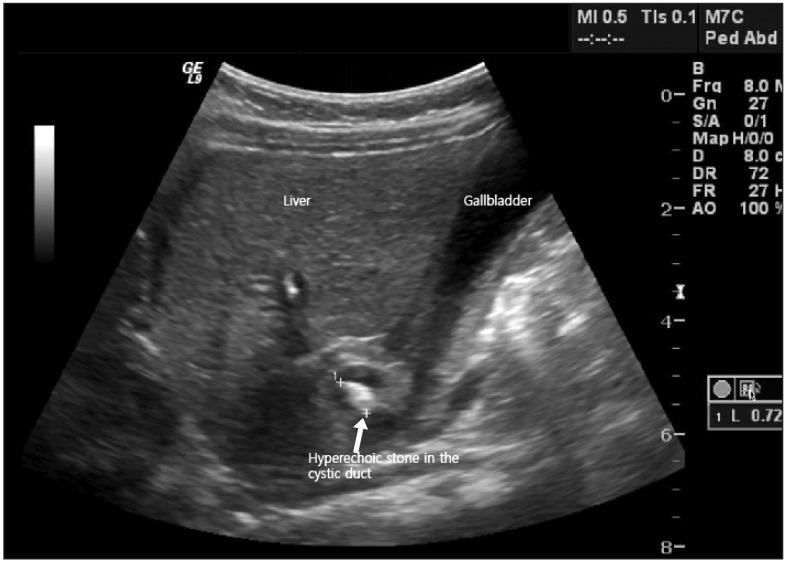 MI 0.5 TIs 0.1 M7C
--:--:-- Ped Abd
GE
L9
B
Frq 8.0
Gn 27
S/A 0/1
Map H/0/0
D 8.0
DR 72
FR 27
AO 100 %
0
2
4
6
8
Liver
Gallbladder
1
Hyperechoic stone in the
cystic duct
1 L 0.72